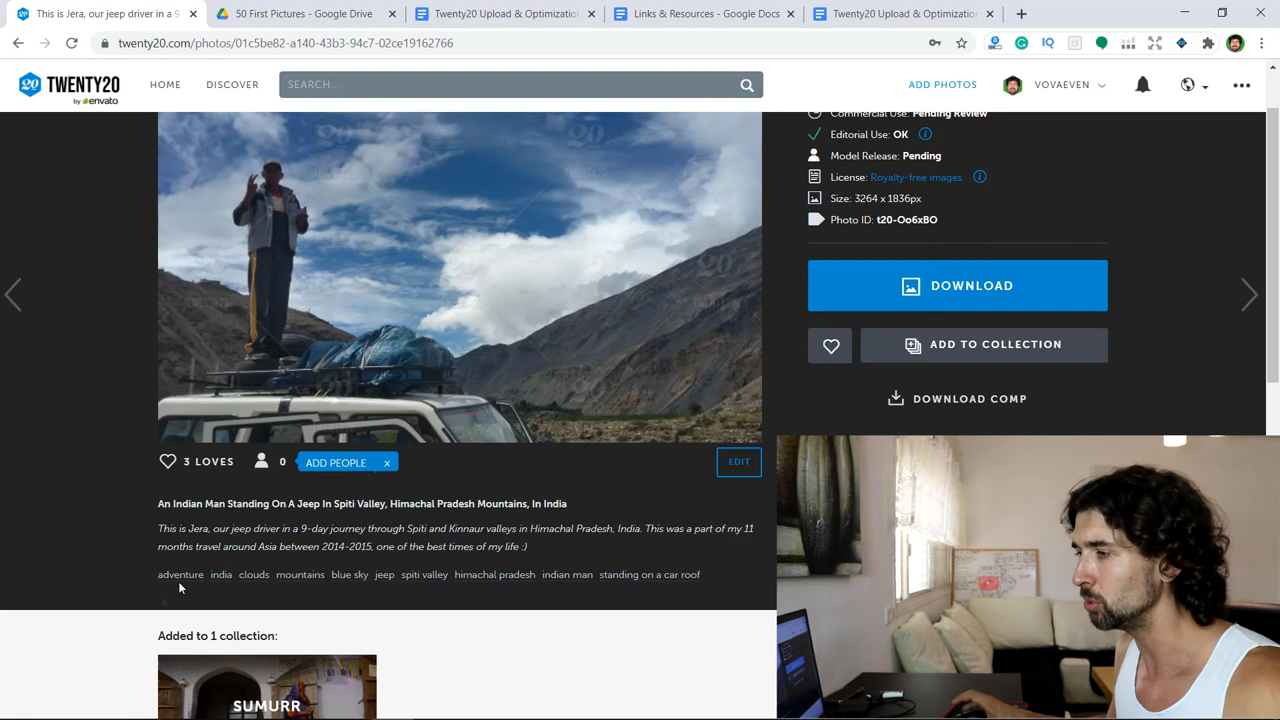 This is Jera, our jeep driver in a 9
50 First Pictures - Google Drive
Twenty20 Upload & Optimization
Links & Resources - Google Docs
Twenty20 Upload & Optimization
twenty20.com/photos/01c5be82-a140-43b3-94c7-02ce19162766
20 TWENTY20
by envato
HOME
DISCOVER
SEARCH...
ADD PHOTOS
VOVAEVEN
Commercial Use: Pending Review
Editorial Use: OK
Model Release: Pending
License: Royalty-free images
Size: 3264 x 1836px
Photo ID: t20-Oo6xBO
DOWNLOAD
ADD TO COLLECTION
DOWNLOAD COMP
3 LOVES
0
ADD PEOPLE x
EDIT
An Indian Man Standing On A Jeep In Spiti Valley, Himachal Pradesh Mountains, In India
This is Jera, our jeep driver in a 9-day journey through Spiti and Kinnaur valleys in Himachal Pradesh, India. This was a part of my 11
months travel around Asia between 2014-2015, one of the best times of my life :)
adventure india clouds mountains blue sky jeep spiti valley himachal pradesh indian man standing on a car roof
Added to 1 collection:
SUMURR